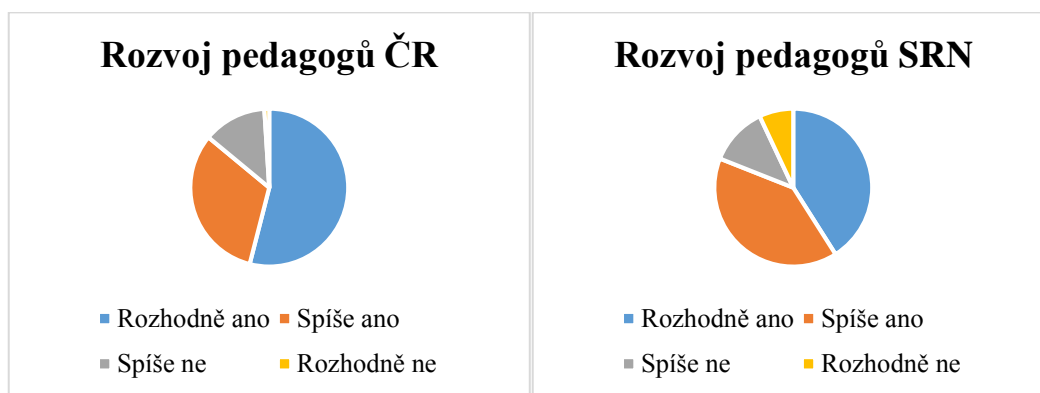 Rozvoj pedagogů ČR
Rozhodně ano
Spíše ano
Spíše ne
Rozhodně ne
Rozvoj pedagogů SRN
Rozhodně ano
Spíše ano
Spíše ne
Rozhodně ne